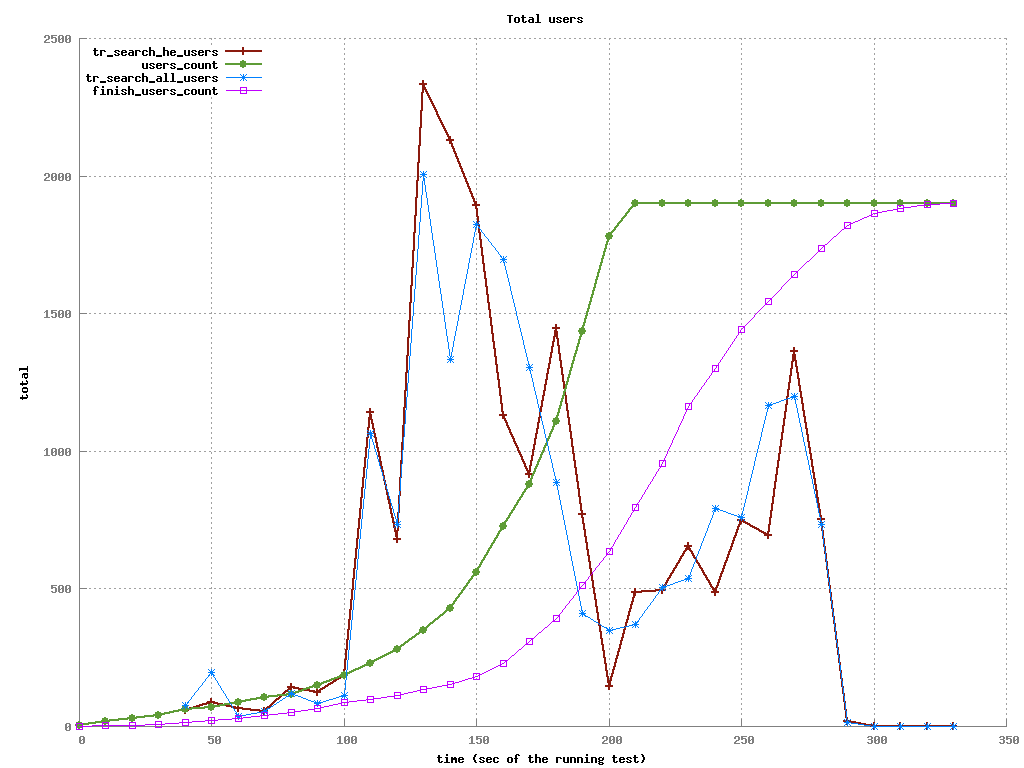 Total users
2500
tr_search_he_users
users_count
tr_search_all_users
finish_users_count
2000
1500
total
1000
500
0
0 50 100 150 200 250 300 350
time (sec of the running test)